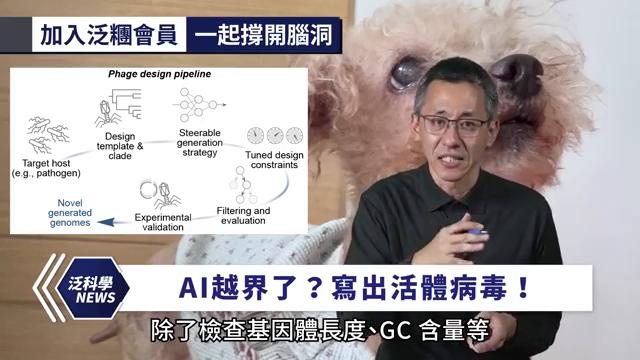 加入泛糰會員 一起撐開腦洞
Phage design pipeline
Target host
(e.g., pathogen)
Design
template &
clade
Steerable
generation
strategy
Tuned design
constraints
Filtering and
evaluation
Experimental
validation
Novel
generated
genomes
泛科學
NEWS
AI越界了？寫出活體病毒！
除了檢查基因體長度、GC 含量等